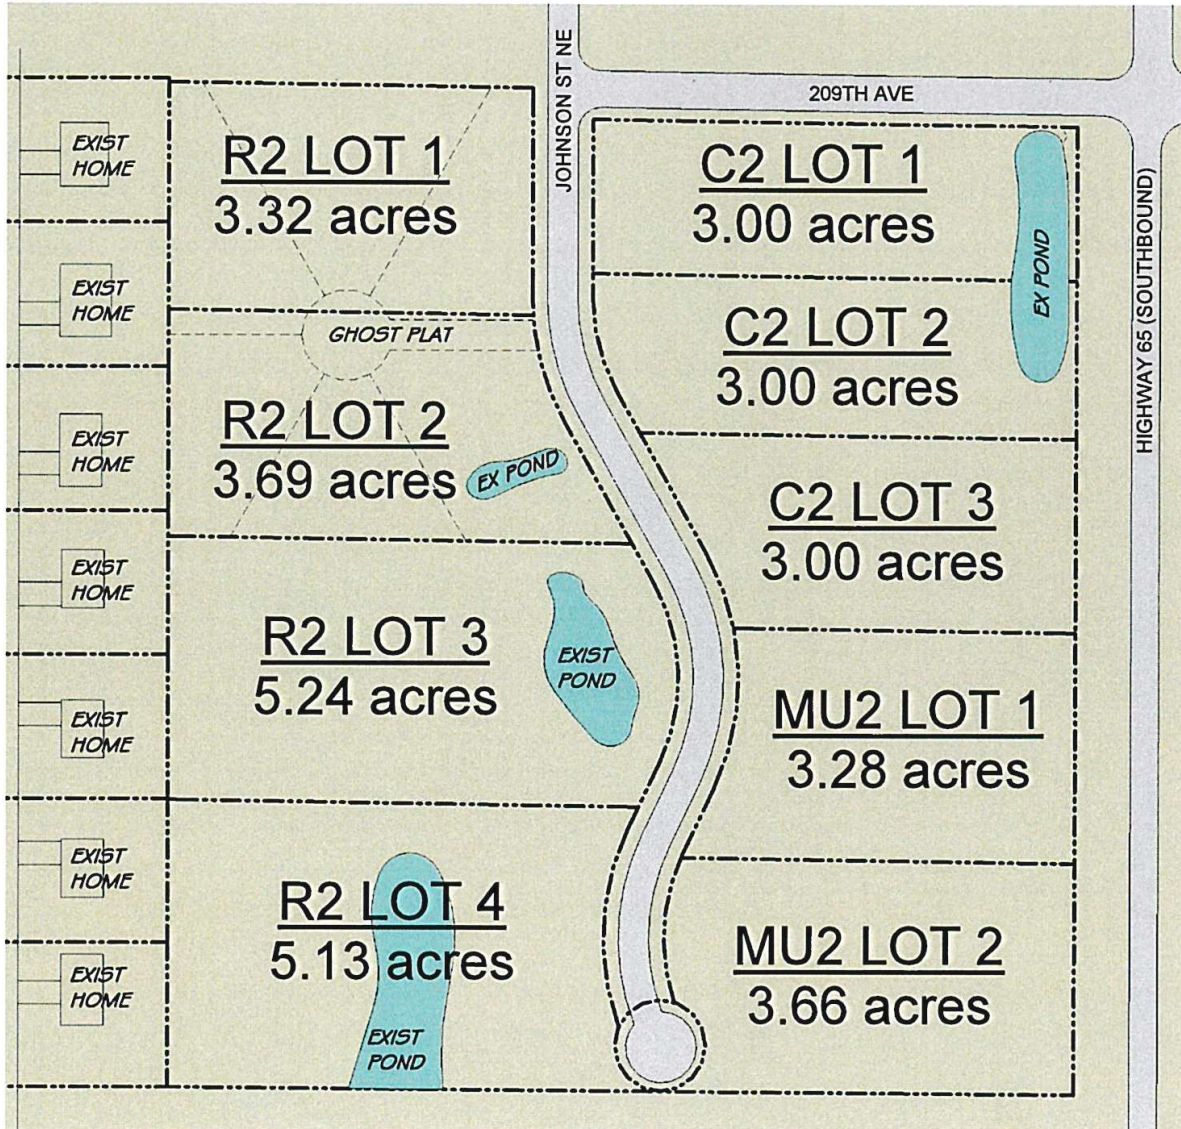 JOHNSON ST NE
209TH AVE
HIGHWAY 65 (SOUTHBOUND)
EXIST
HOME
R2 LOT 1
3.32 acres
C2 LOT 1
3.00 acres
EX POND
EXIST
HOME
GHOST PLAT
C2 LOT 2
3.00 acres
EXIST
HOME
R2 LOT 2
3.69 acres
EX POND
C2 LOT 3
3.00 acres
EXIST
HOME
R2 LOT 3
5.24 acres
EXIST
POND
MU2 LOT 1
3.28 acres
EXIST
HOME
EXIST
HOME
R2 LOT 4
5.13 acres
EXIST
POND
MU2 LOT 2
3.66 acres
EXIST
HOME